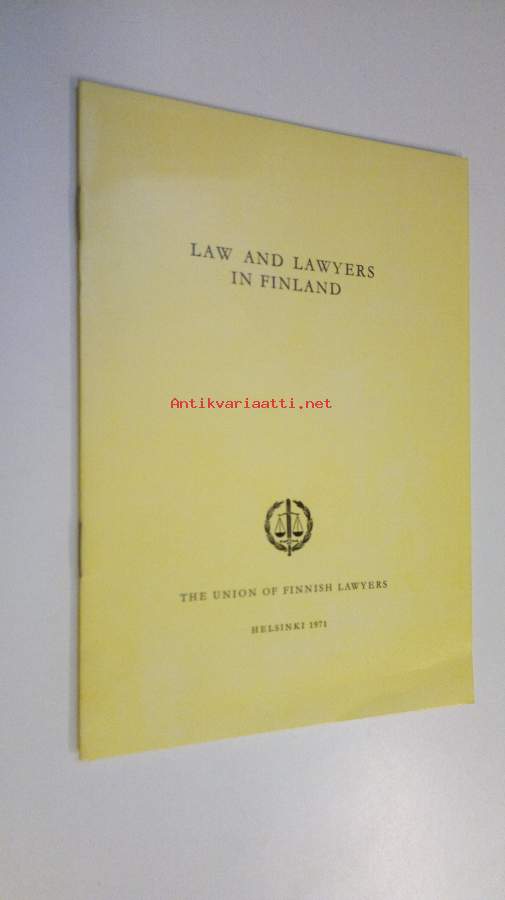 LAW AND LAWYERS
IN FINLAND
Antikvariaatti.net
THE UNION OF FINNISH LAWYERS
HELSINKI 1971